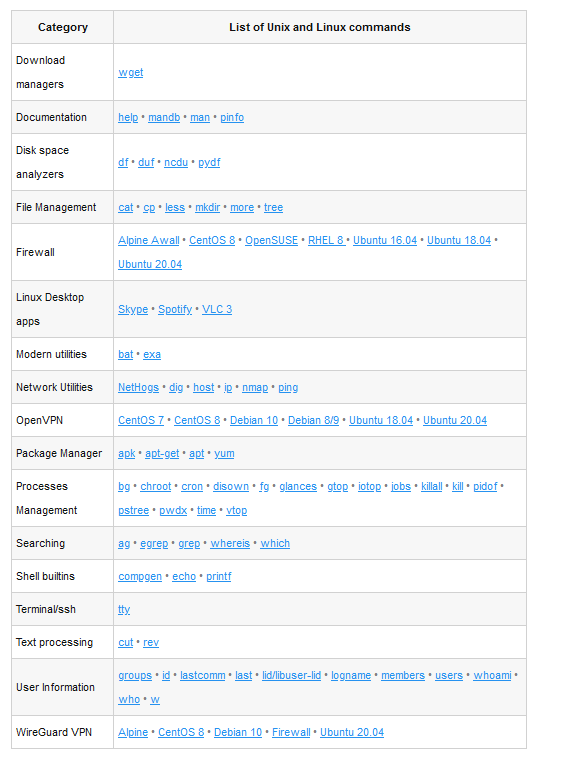 Category List of Unix and Linux commands
Download
managers
wget
Documentation help • mandb • man • pinfo
Disk space
analyzers
df • duf • ncdu • pydf
File Management cat • cp • less • mkdir • more • tree
Firewall
Alpine Awall • CentOS 8 • OpenSUSE • RHEL 8 • Ubuntu 16.04 • Ubuntu 18.04 •
Ubuntu 20.04
Linux Desktop
apps
Skype • Spotify • VLC 3
Modern utilities bat • exa
Network Utilities NetHogs • dig • host • ip • nmap • ping
OpenVPN CentOS 7 • CentOS 8 • Debian 10 • Debian 8/9 • Ubuntu 18.04 • Ubuntu 20.04
Package Manager apk • apt-get • apt • yum
Processes
Management
bg • chroot • cron • disown • fg • glances • gtop • iotop • jobs • killall • kill • pidof •
pstree • pwdx • time • vtop
Searching ag • egrep • grep • whereis • which
Shell builtins compgen • echo • printf
Terminal/ssh tty
Text processing cut • rev
User Information
groups • id • lastcomm • last • lid/libuser-lid • logname • members • users • whoami •
who • w
WireGuard VPN Alpine • CentOS 8 • Debian 10 • Firewall • Ubuntu 20.04